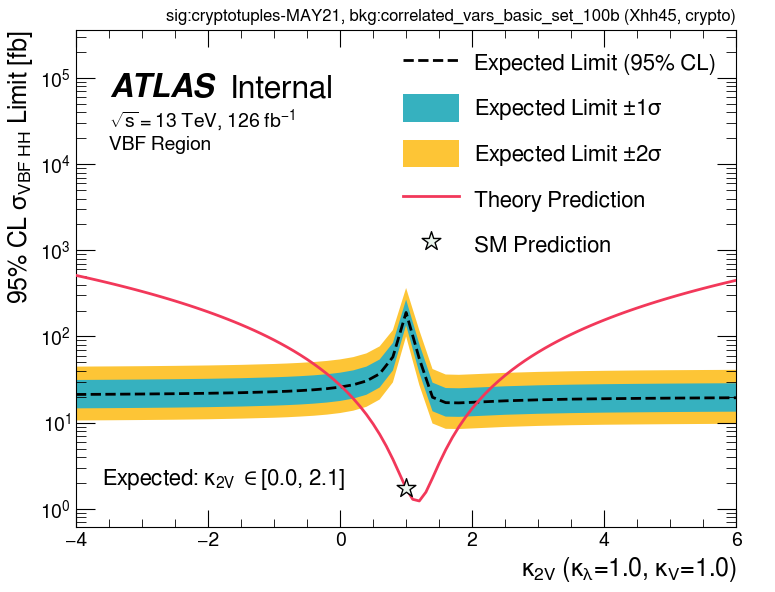 sig:cryptotuples-MAY21, bkg:correlated_vars_basic_set_100b (Xhh45, crypto)
95% CL σ_VBF HH Limit [fb]
ATLAS Internal
√s = 13 TeV, 126 fb⁻¹
VBF Region
Expected Limit (95% CL)
Expected Limit ±1σ
Expected Limit ±2σ
Theory Prediction
SM Prediction
10⁵
10⁴
10³
10²
10¹
10⁰
Expected: κ_2V ∈ [0.0, 2.1]
−4 −2 0 2 4 6
κ_2V (κ_λ=1.0, κ_V=1.0)